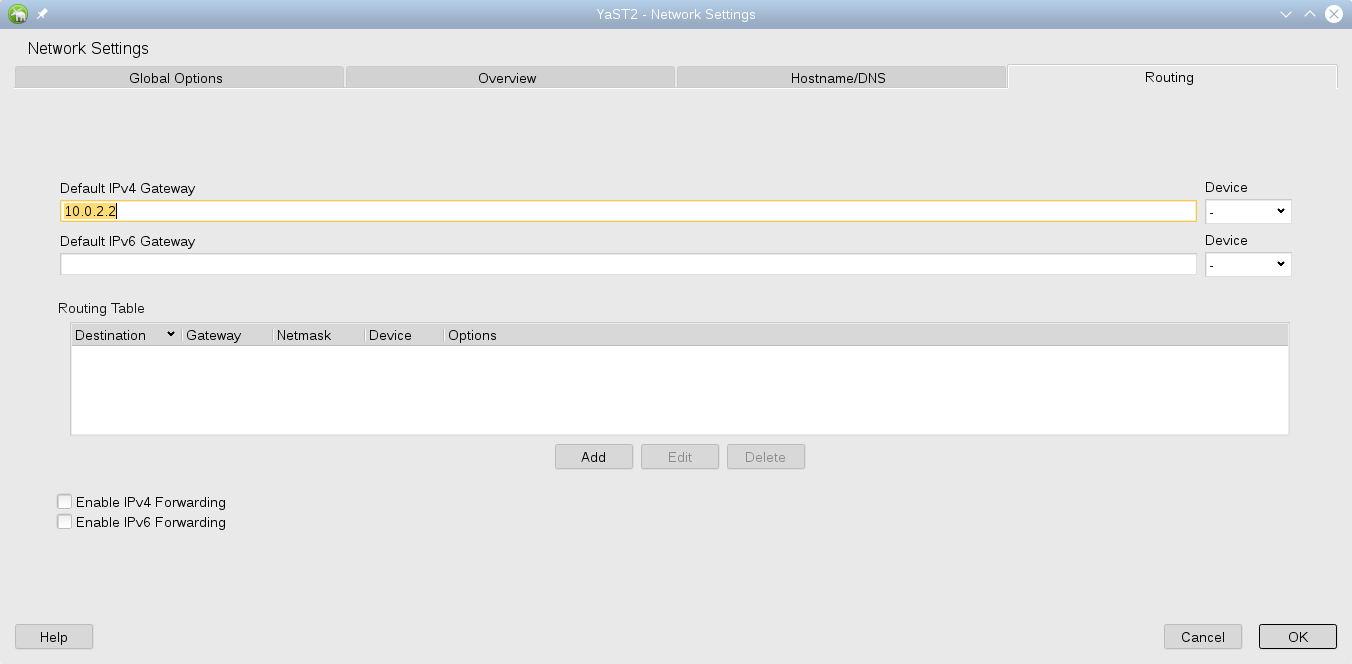 YaST2 - Network Settings
Network Settings
Global Options Overview Hostname/DNS Routing
Default IPv4 Gateway Device
10.0.2.2 -
Default IPv6 Gateway Device
-
Routing Table
Destination Gateway Netmask Device Options
Add Edit Delete
Enable IPv4 Forwarding
Enable IPv6 Forwarding
Help Cancel OK